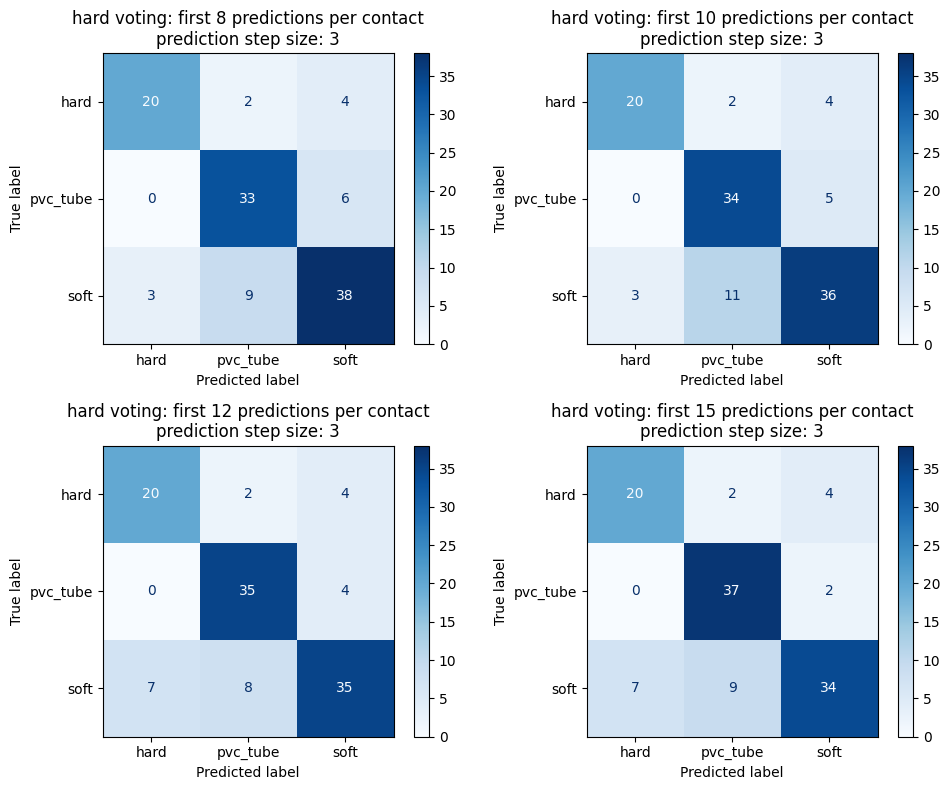 hard voting: first 8 predictions per contact
prediction step size: 3
True label
hard
pvc_tube
soft
20 2 4
0 33 6
3 9 38
hard pvc_tube soft
Predicted label
35
30
25
20
15
10
5
0
hard voting: first 10 predictions per contact
prediction step size: 3
True label
hard
pvc_tube
soft
20 2 4
0 34 5
3 11 36
hard pvc_tube soft
Predicted label
35
30
25
20
15
10
5
0
hard voting: first 12 predictions per contact
prediction step size: 3
True label
hard
pvc_tube
soft
20 2 4
0 35 4
7 8 35
hard pvc_tube soft
Predicted label
35
30
25
20
15
10
5
0
hard voting: first 15 predictions per contact
prediction step size: 3
True label
hard
pvc_tube
soft
20 2 4
0 37 2
7 9 34
hard pvc_tube soft
Predicted label
35
30
25
20
15
10
5
0